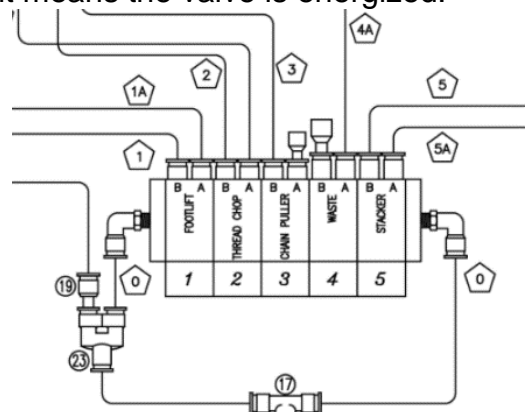 t means the valve is energized.
4A
2
3
1A
5
1
5A
B A B A B A B A B A
FOOTLIFT
THREAD CHOP
CHAIN PULLER
WASTE
STACKER
1 2 3 4 5
0
0
19
23
17